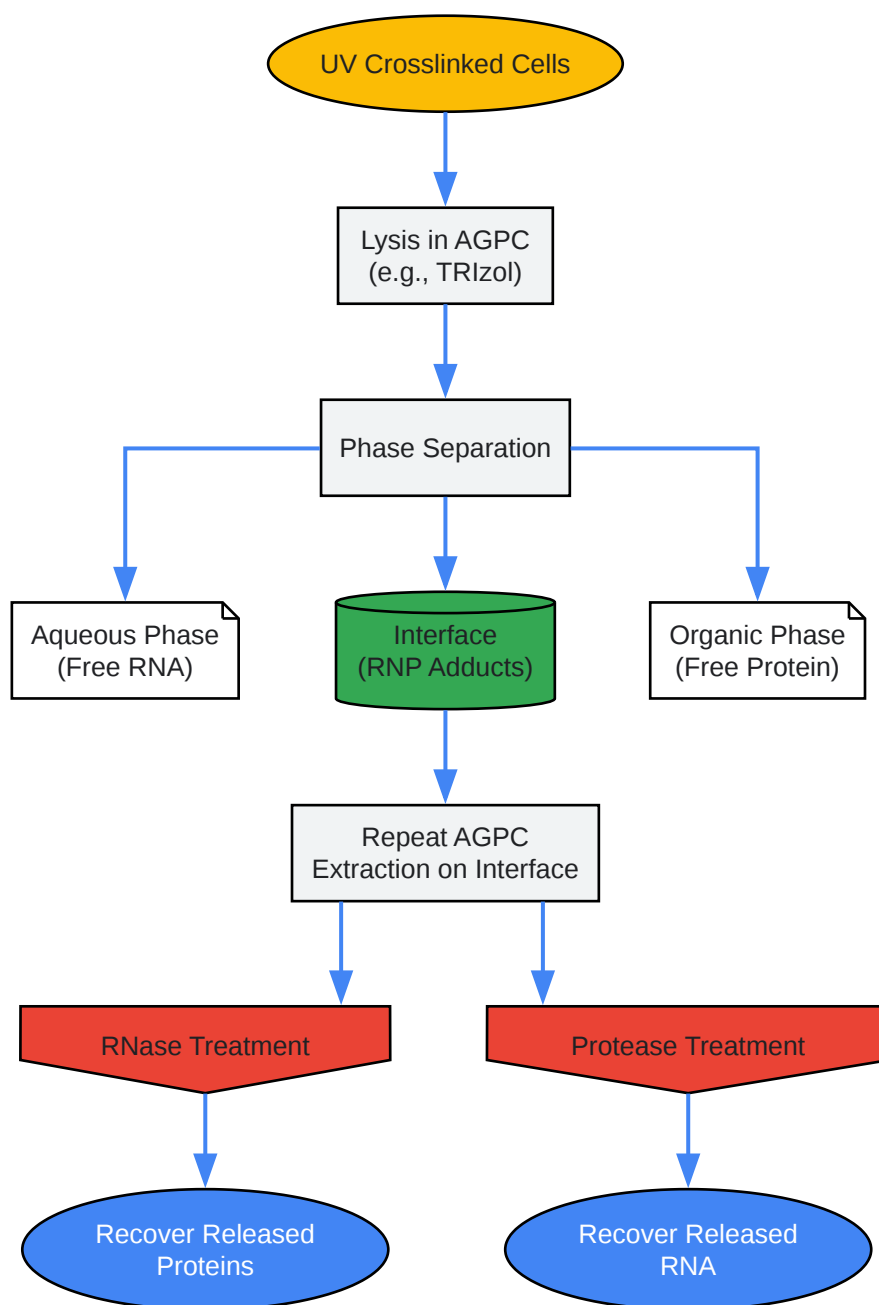 UV Crosslinked Cells
Lysis in AGPC
(e.g., TRIzol)
Phase Separation
Aqueous Phase
(Free RNA)
Interface
(RNP Adducts)
Organic Phase
(Free Protein)
Repeat AGPC
Extraction on Interface
RNase Treatment
Protease Treatment
Recover Released
Proteins
Recover Released
RNA